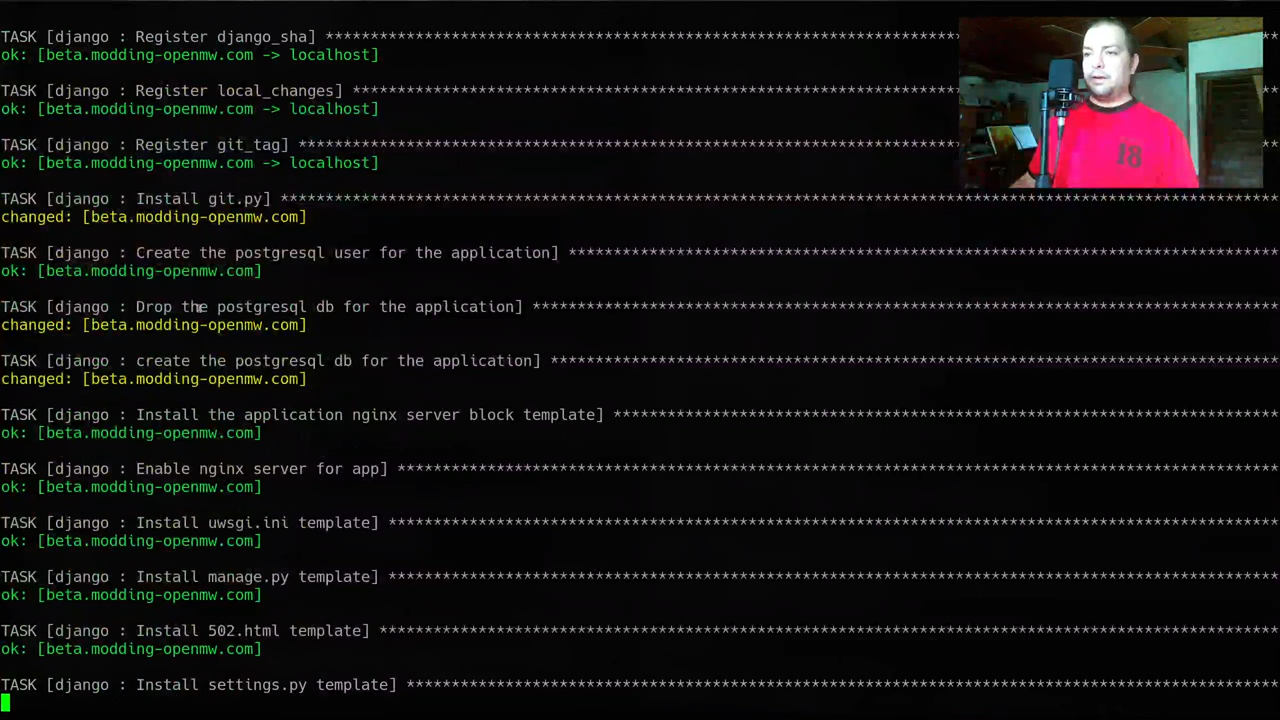 TASK [django : Register django_sha] ******************************************************************************
ok: [beta.modding-openmw.com -> localhost]
TASK [django : Register local_changes] ***************************************************************************
ok: [beta.modding-openmw.com -> localhost]
TASK [django : Register git_tag] *********************************************************************************
ok: [beta.modding-openmw.com -> localhost]
18
TASK [django : Install git.py] ***********************************************************************************
changed: [beta.modding-openmw.com]
TASK [django : Create the postgresql user for the application] ***************************************************
ok: [beta.modding-openmw.com]
TASK [django : Drop the postgresql db for the application] *******************************************************
changed: [beta.modding-openmw.com]
TASK [django : create the postgresql db for the application] *****************************************************
changed: [beta.modding-openmw.com]
TASK [django : Install the application nginx server block template] **********************************************
ok: [beta.modding-openmw.com]
TASK [django : Enable nginx server for app] **********************************************************************
ok: [beta.modding-openmw.com]
TASK [django : Install uwsgi.ini template] ***********************************************************************
ok: [beta.modding-openmw.com]
TASK [django : Install manage.py template] ***********************************************************************
ok: [beta.modding-openmw.com]
TASK [django : Install 502.html template] ************************************************************************
ok: [beta.modding-openmw.com]
TASK [django : Install settings.py template] *********************************************************************